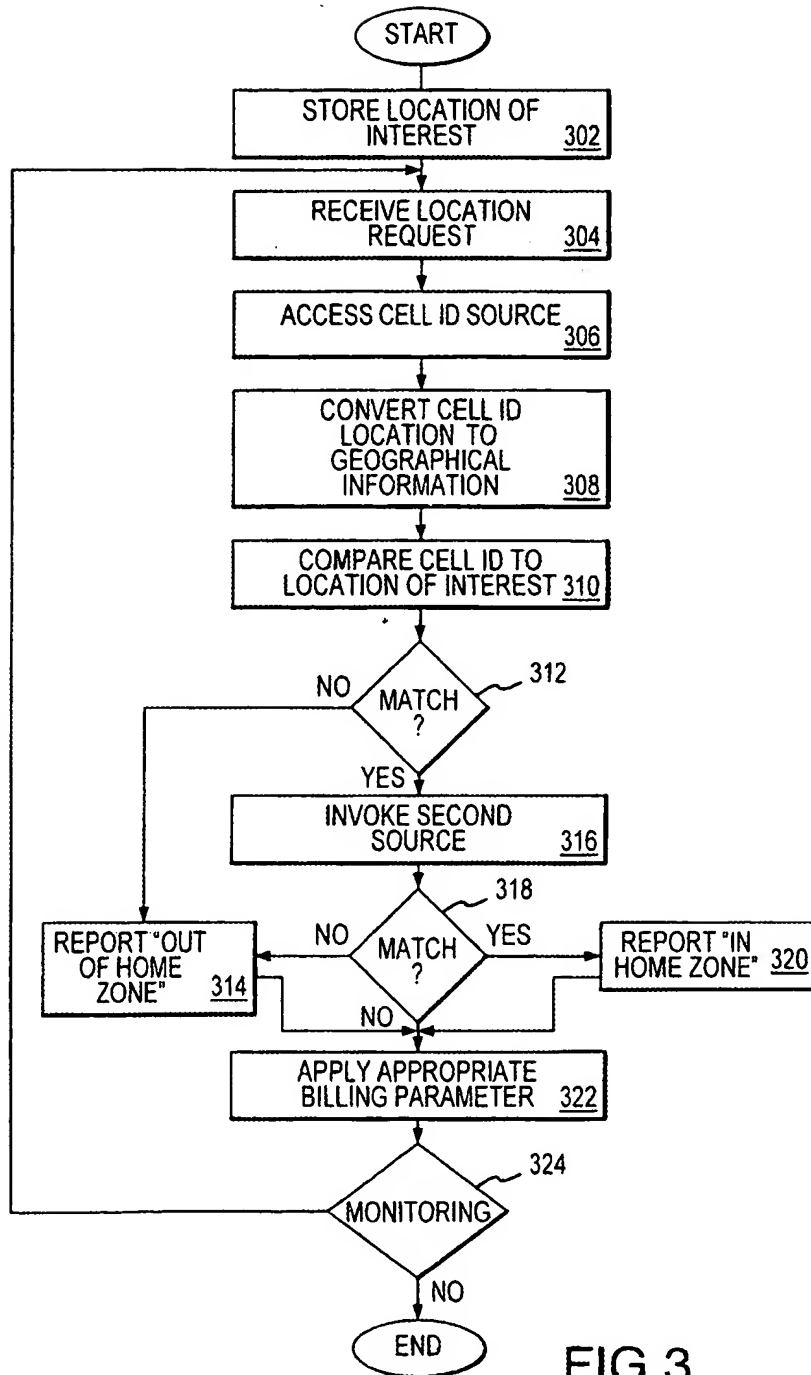 START
STORE LOCATION OF
INTEREST 302
RECEIVE LOCATION
REQUEST 304
ACCESS CELL ID SOURCE
306
CONVERT CELL ID
LOCATION TO
GEOGRAPHICAL
INFORMATION 308
COMPARE CELL ID TO
LOCATION OF INTEREST 310
NO
MATCH
?
312
YES
INVOKE SECOND
SOURCE 316
318
REPORT "OUT
OF HOME
ZONE" 314
NO
MATCH
?
YES
REPORT "IN
HOME ZONE" 320
NO
APPLY APPROPRIATE
BILLING PARAMETER 322
324
MONITORING
NO
END
FIG.3